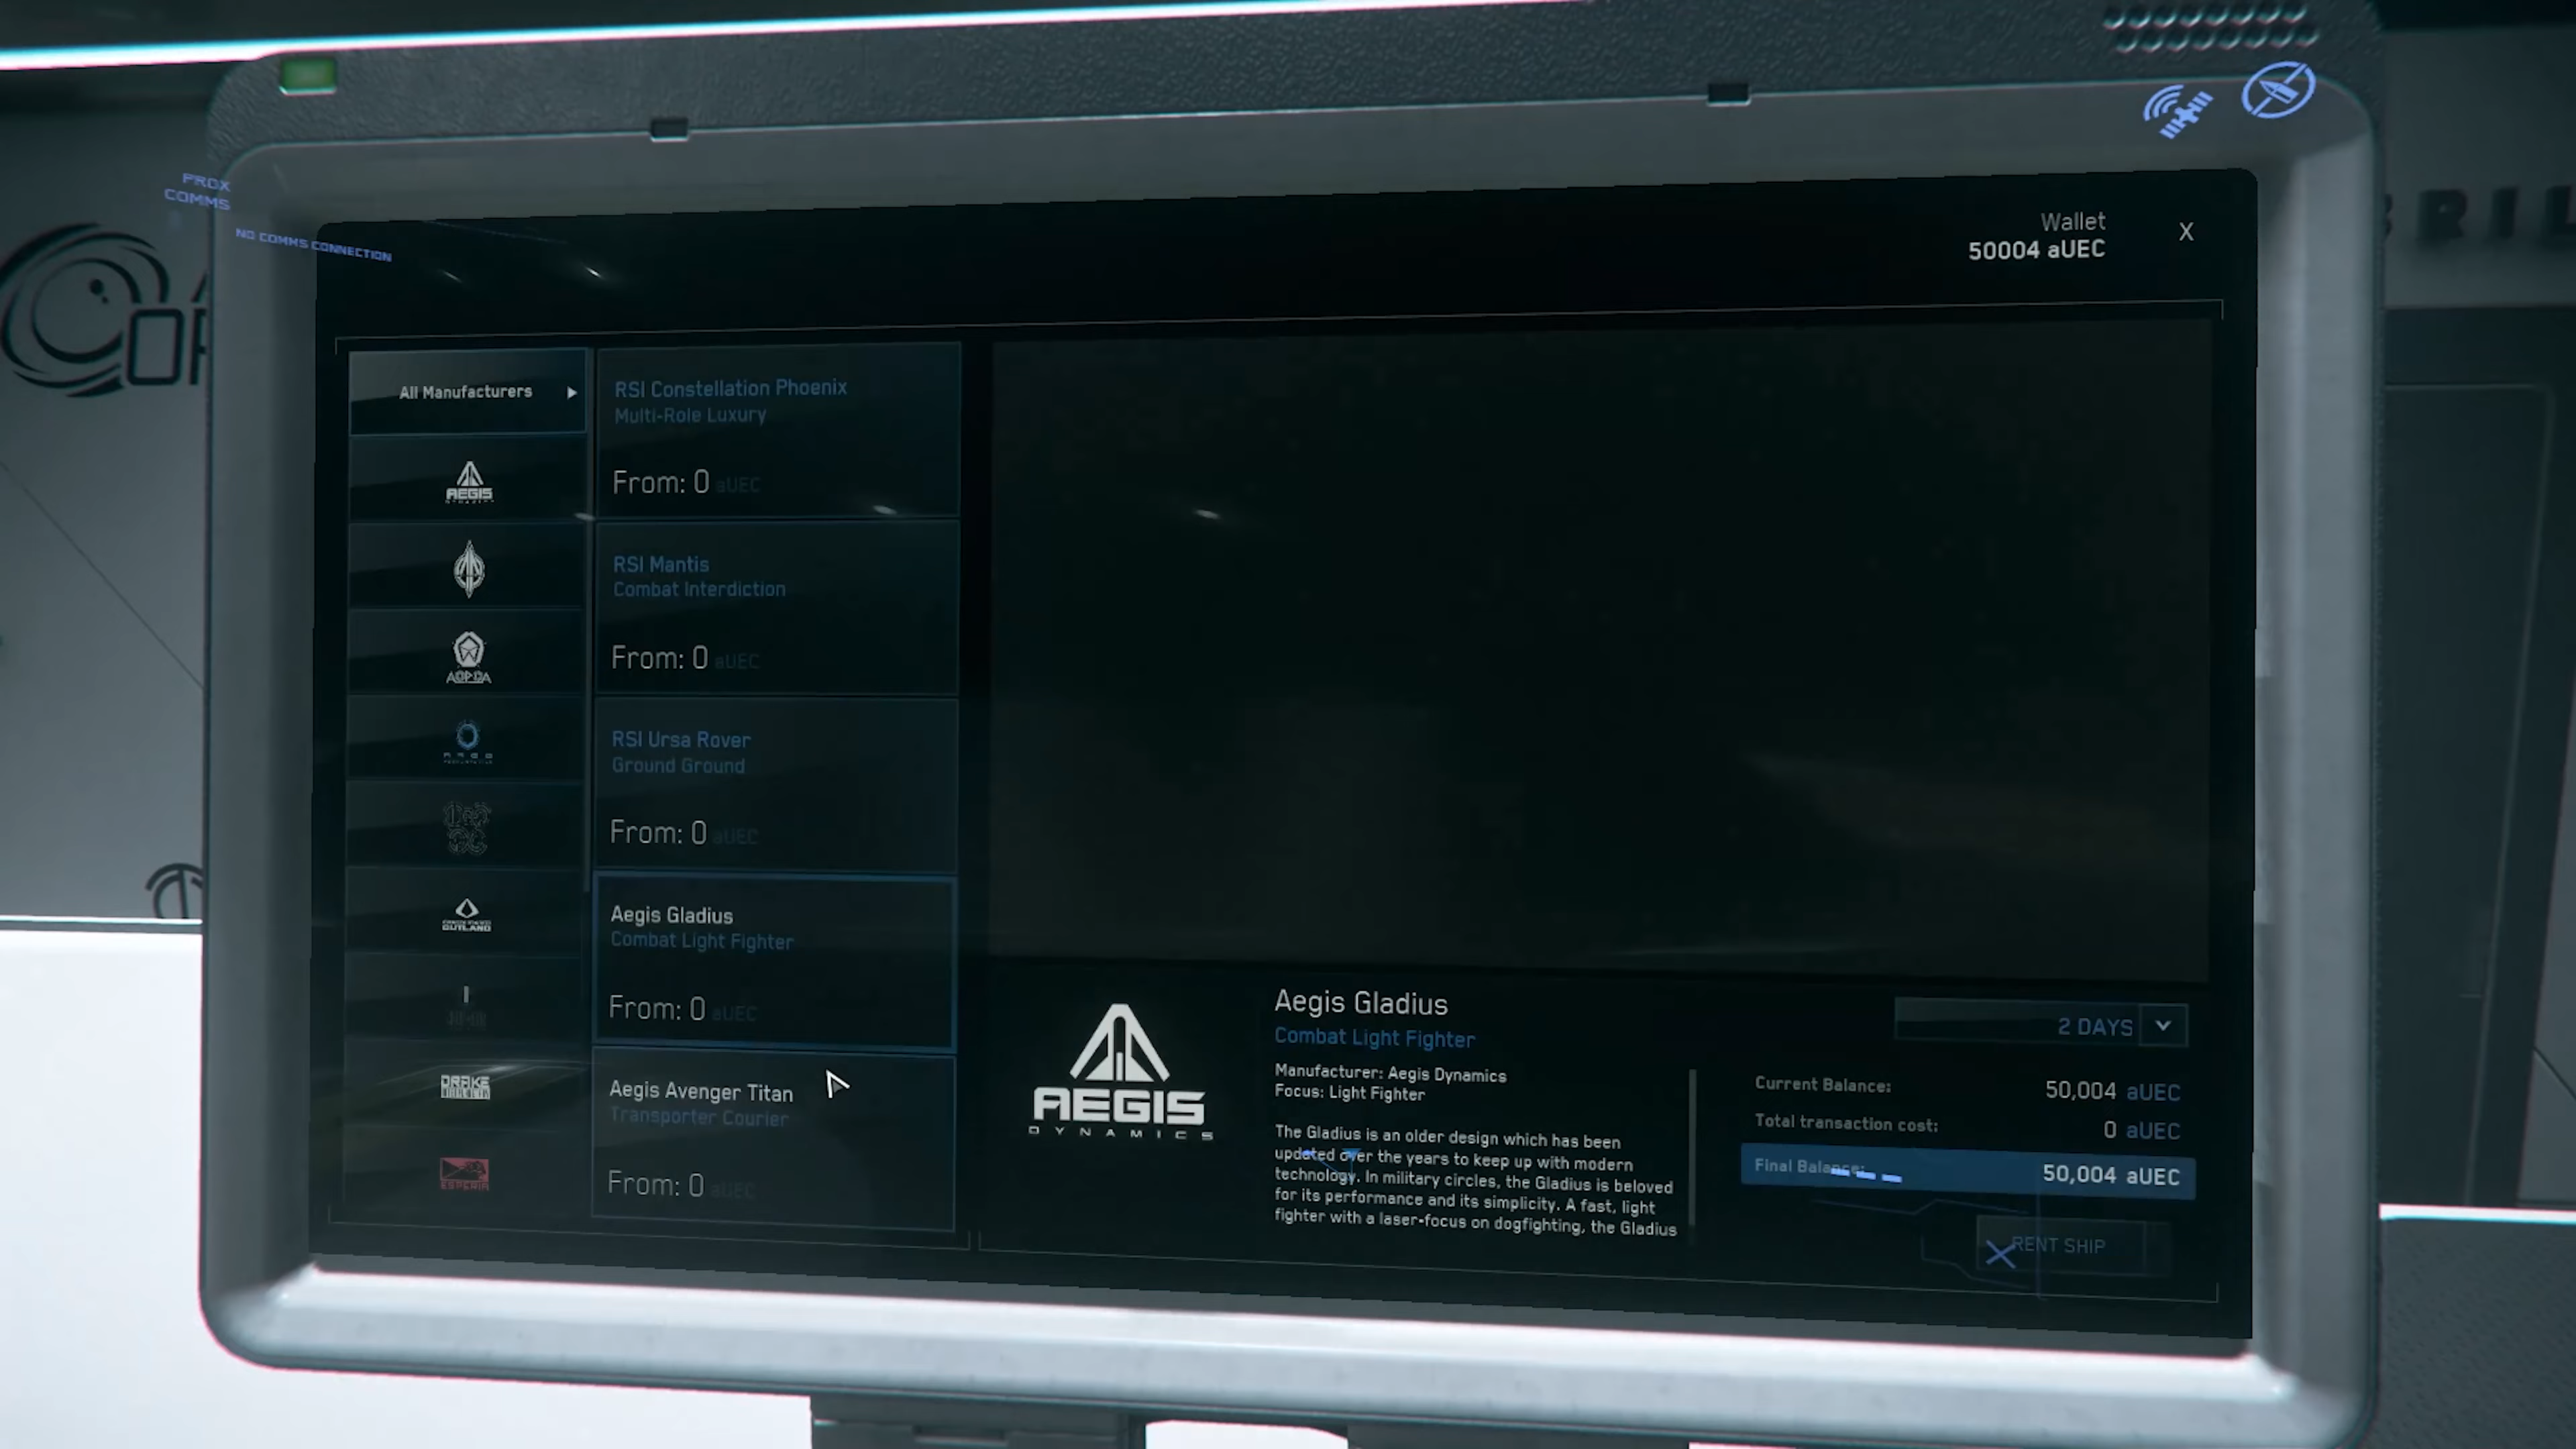 PROX
COMMS
NO COMMS CONNECTION
Wallet
50004 aUEC
X
All Manufacturers
AEGIS
ARGO
OUTLAND
DRAKE
ESPERIA
RSI Constellation Phoenix
Multi-Role Luxury
From: 0 aUEC
RSI Mantis
Combat Interdiction
From: 0 aUEC
RSI Ursa Rover
Ground Ground
From: 0 aUEC
Aegis Gladius
Combat Light Fighter
From: 0 aUEC
Aegis Avenger Titan
Transporter Courier
From: 0 aUEC
AEGIS
DYNAMICS
Aegis Gladius
Combat Light Fighter
Manufacturer: Aegis Dynamics
Focus: Light Fighter
The Gladius is an older design which has been
updated over the years to keep up with modern
technology. In military circles, the Gladius is beloved
for its performance and its simplicity. A fast, light
fighter with a laser-focus on dogfighting, the Gladius
2 DAYS
Current Balance: 50,004 aUEC
Total transaction cost: 0 aUEC
Final Balance: 50,004 aUEC
RENT SHIP